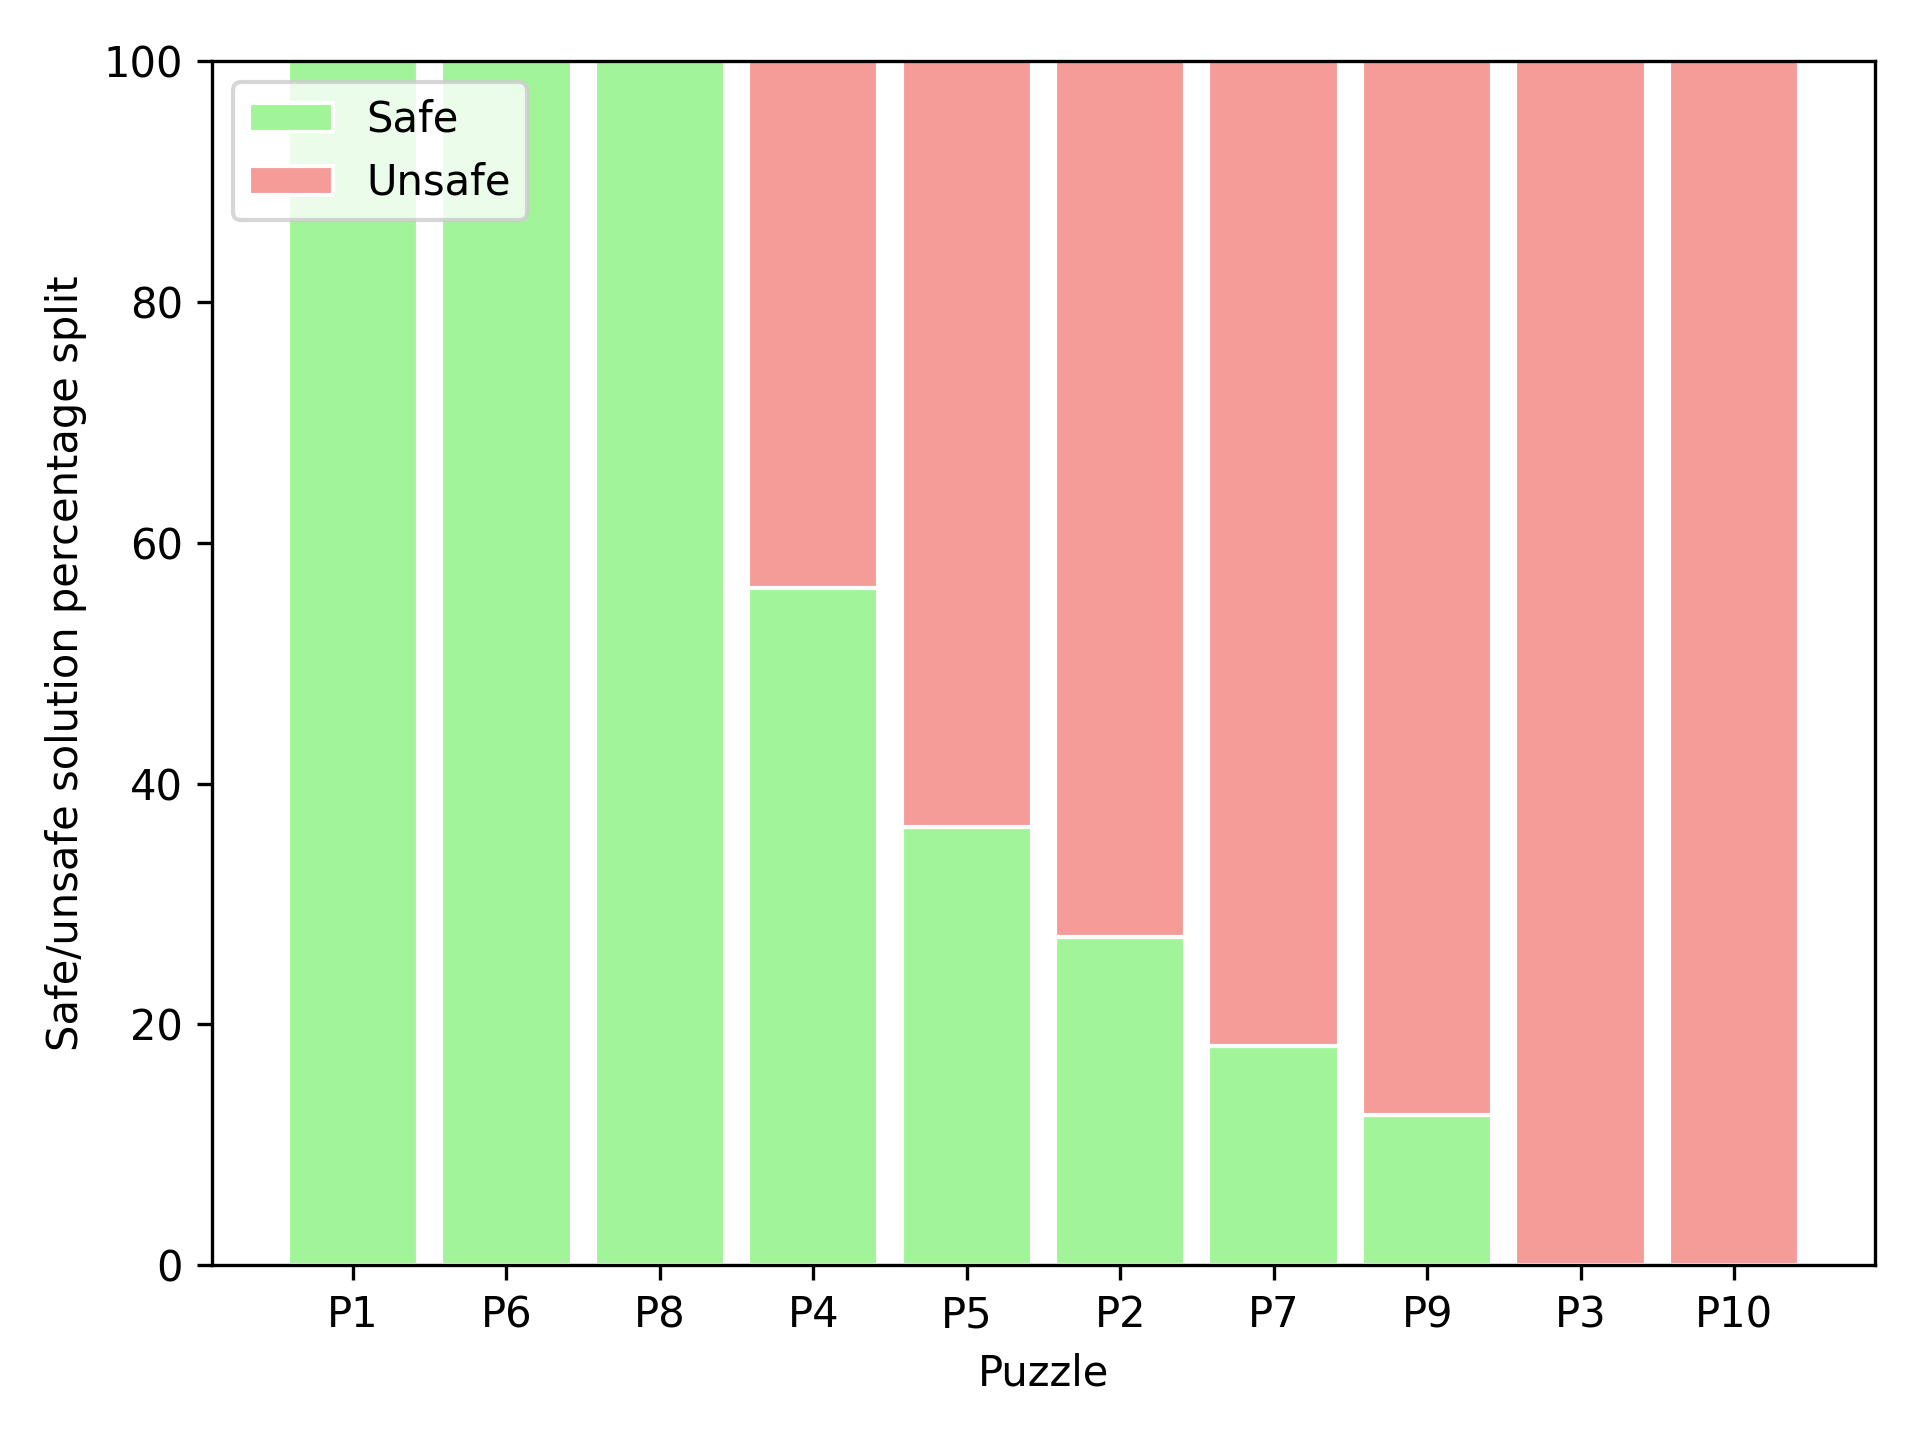 100
80
60
40
20
0
Safe/unsafe solution percentage split
Safe
Unsafe
P1 P6 P8 P4 P5 P2 P7 P9 P3 P10
Puzzle